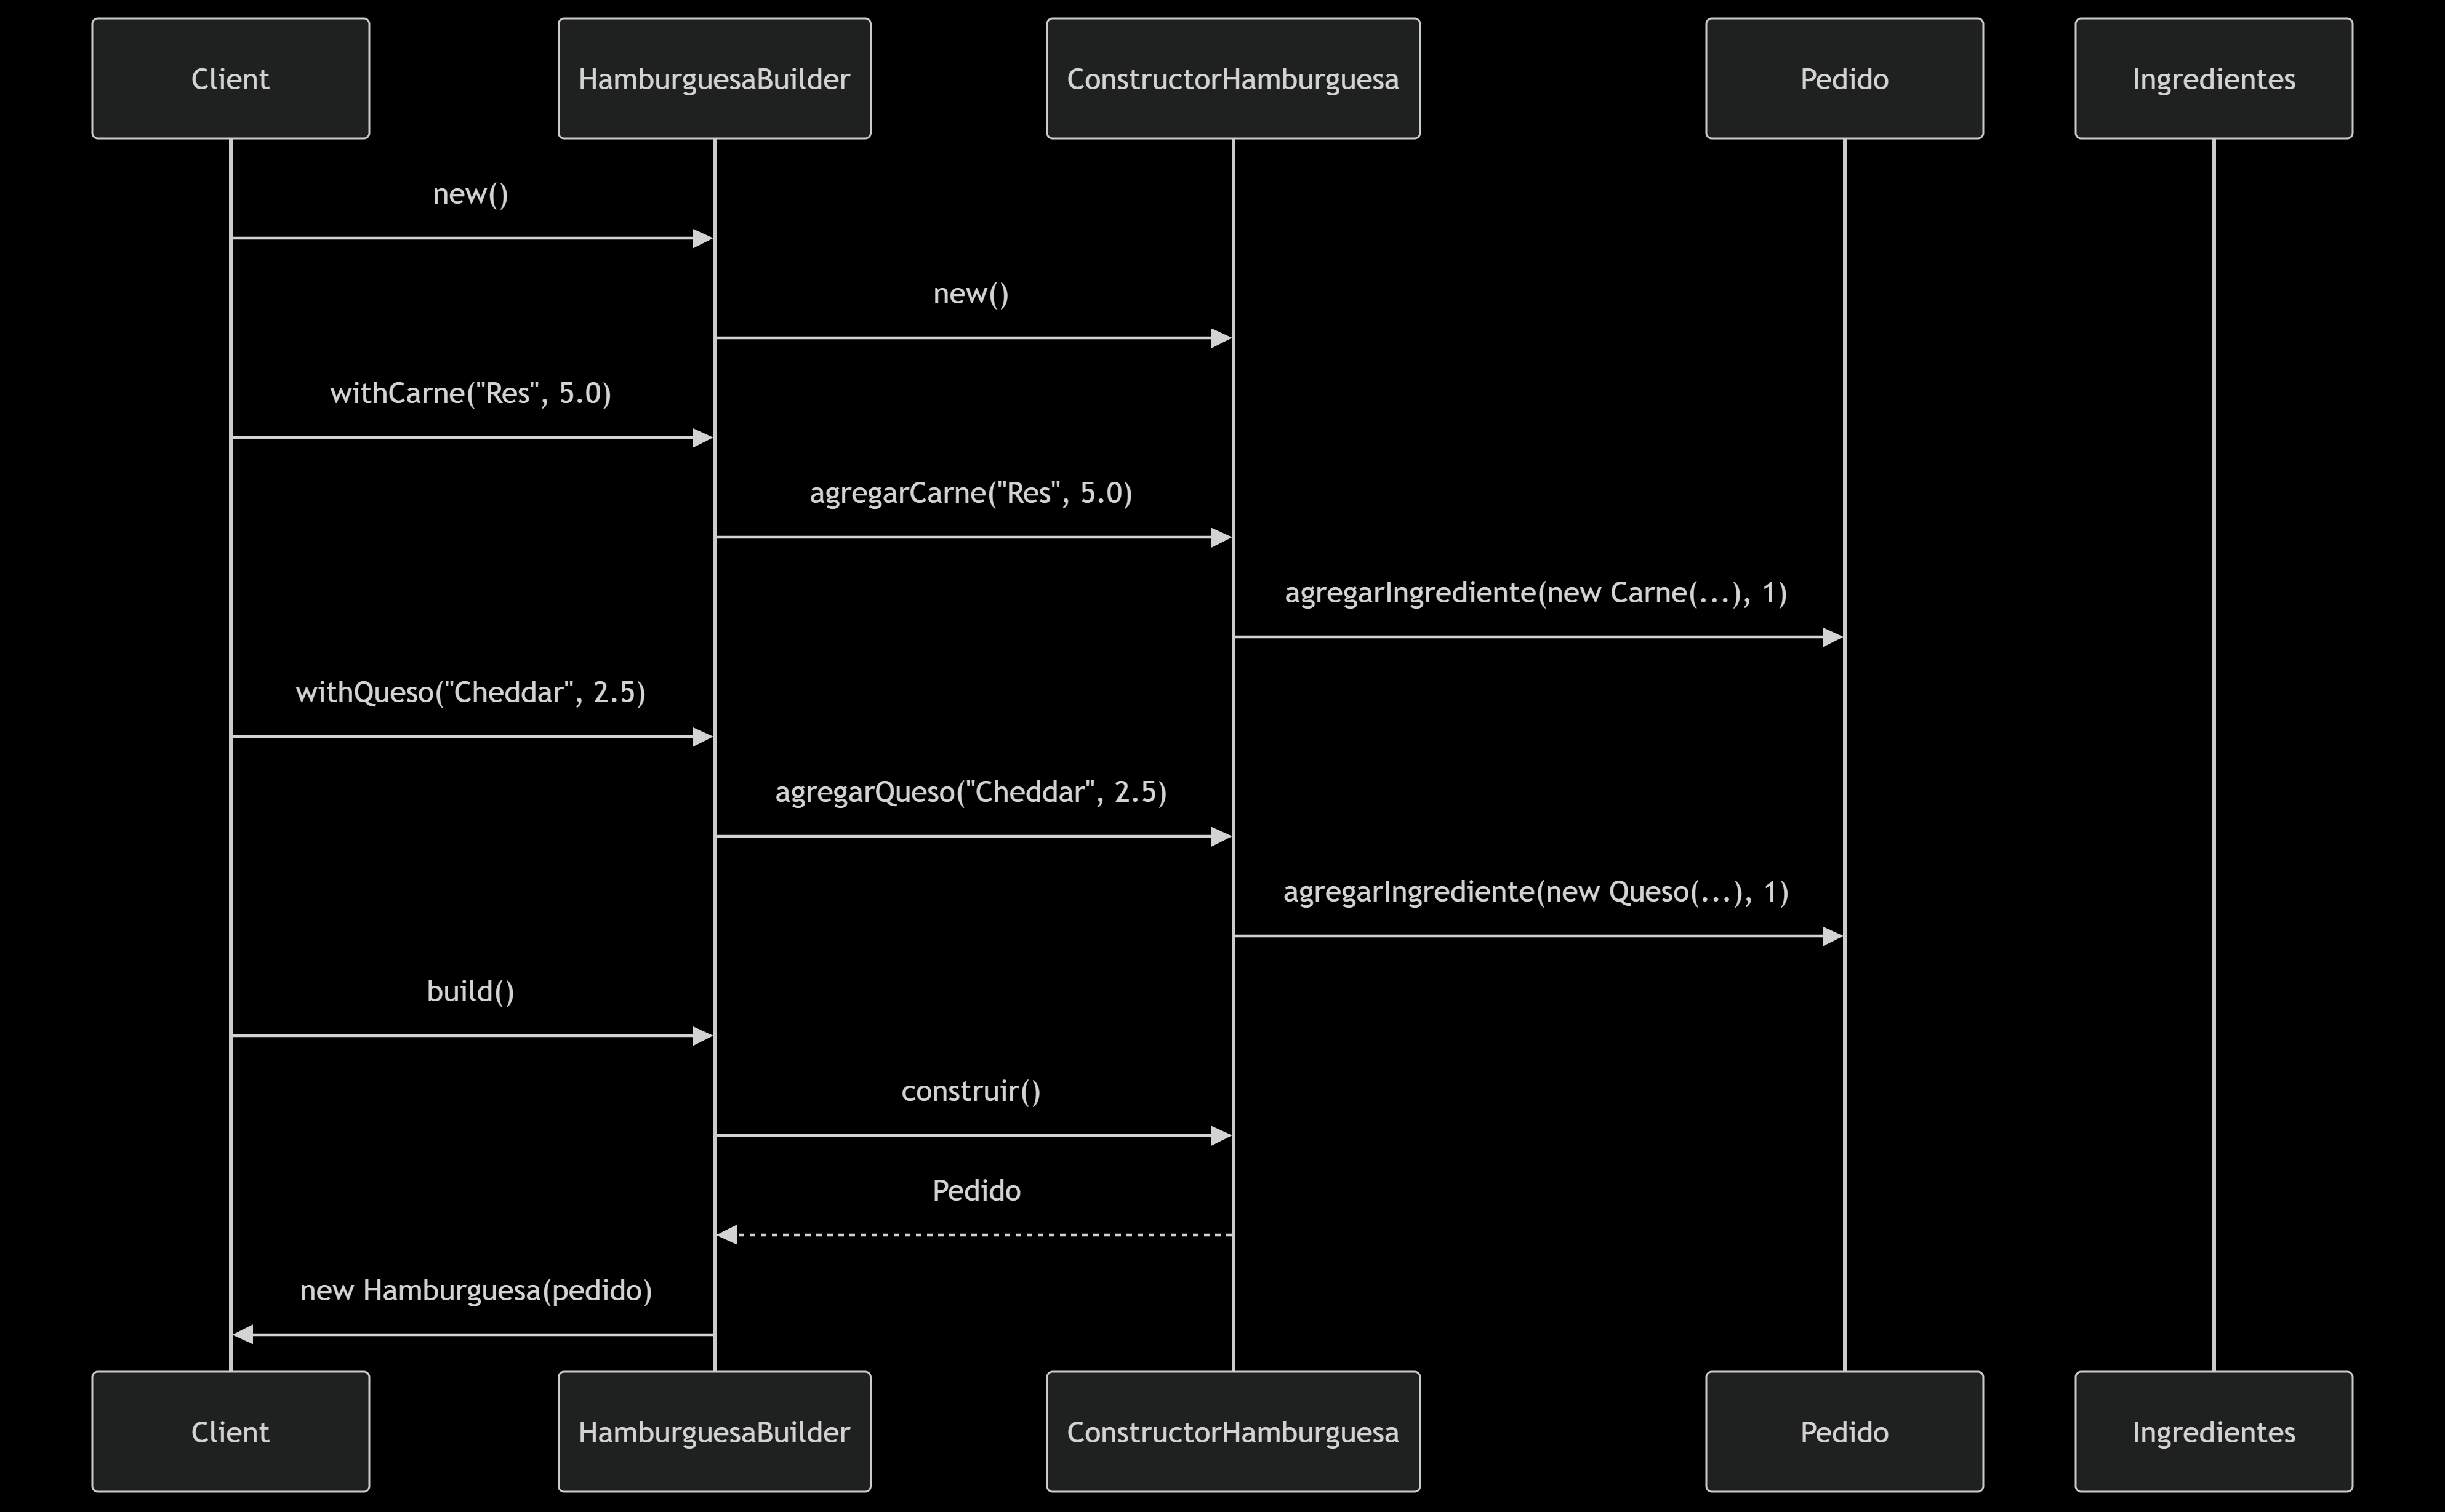 Client
HamburguesaBuilder
ConstructorHamburguesa
Pedido
Ingredientes
new()
new()
withCarne("Res", 5.0)
agregarCarne("Res", 5.0)
agregarIngrediente(new Carne(...), 1)
withQueso("Cheddar", 2.5)
agregarQueso("Cheddar", 2.5)
agregarIngrediente(new Queso(...), 1)
build()
construir()
Pedido
new Hamburguesa(pedido)
Client
HamburguesaBuilder
ConstructorHamburguesa
Pedido
Ingredientes